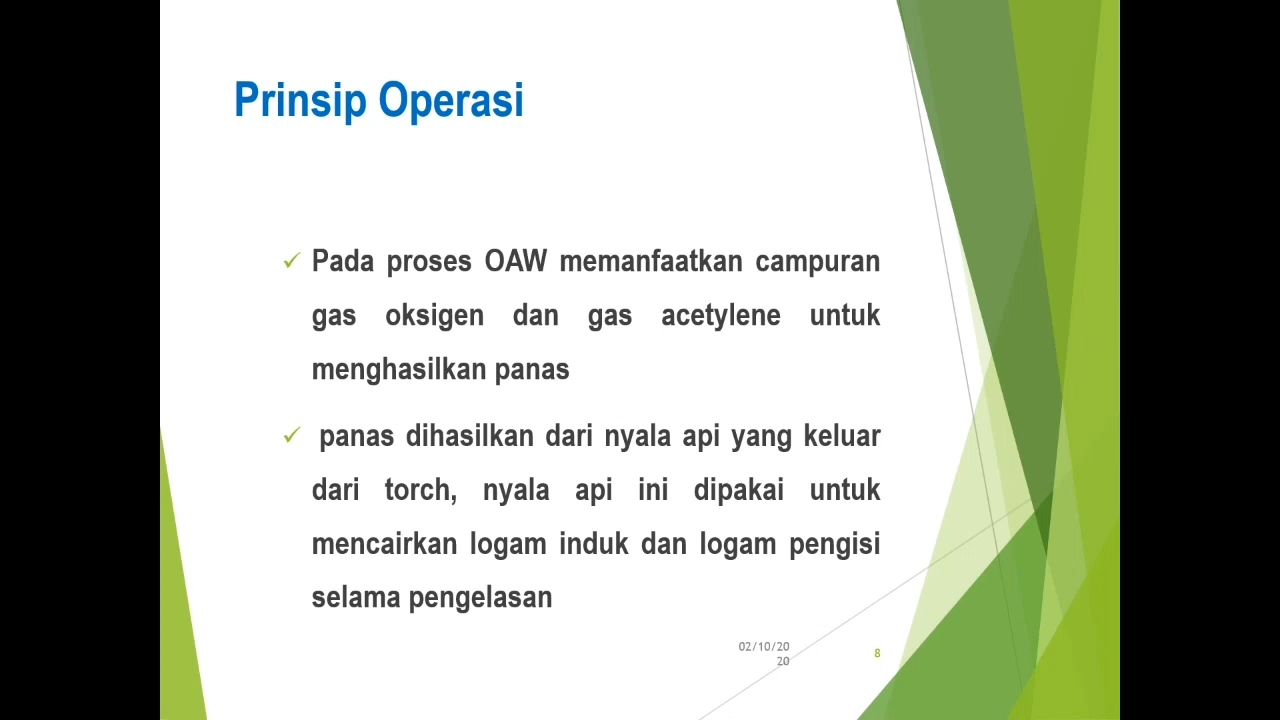 Prinsip Operasi
✓ Pada proses OAW memanfaatkan campuran
gas oksigen dan gas acetylene untuk
menghasilkan panas
✓ panas dihasilkan dari nyala api yang keluar
dari torch, nyala api ini dipakai untuk
mencairkan logam induk dan logam pengisi
selama pengelasan
02/10/20
20
8